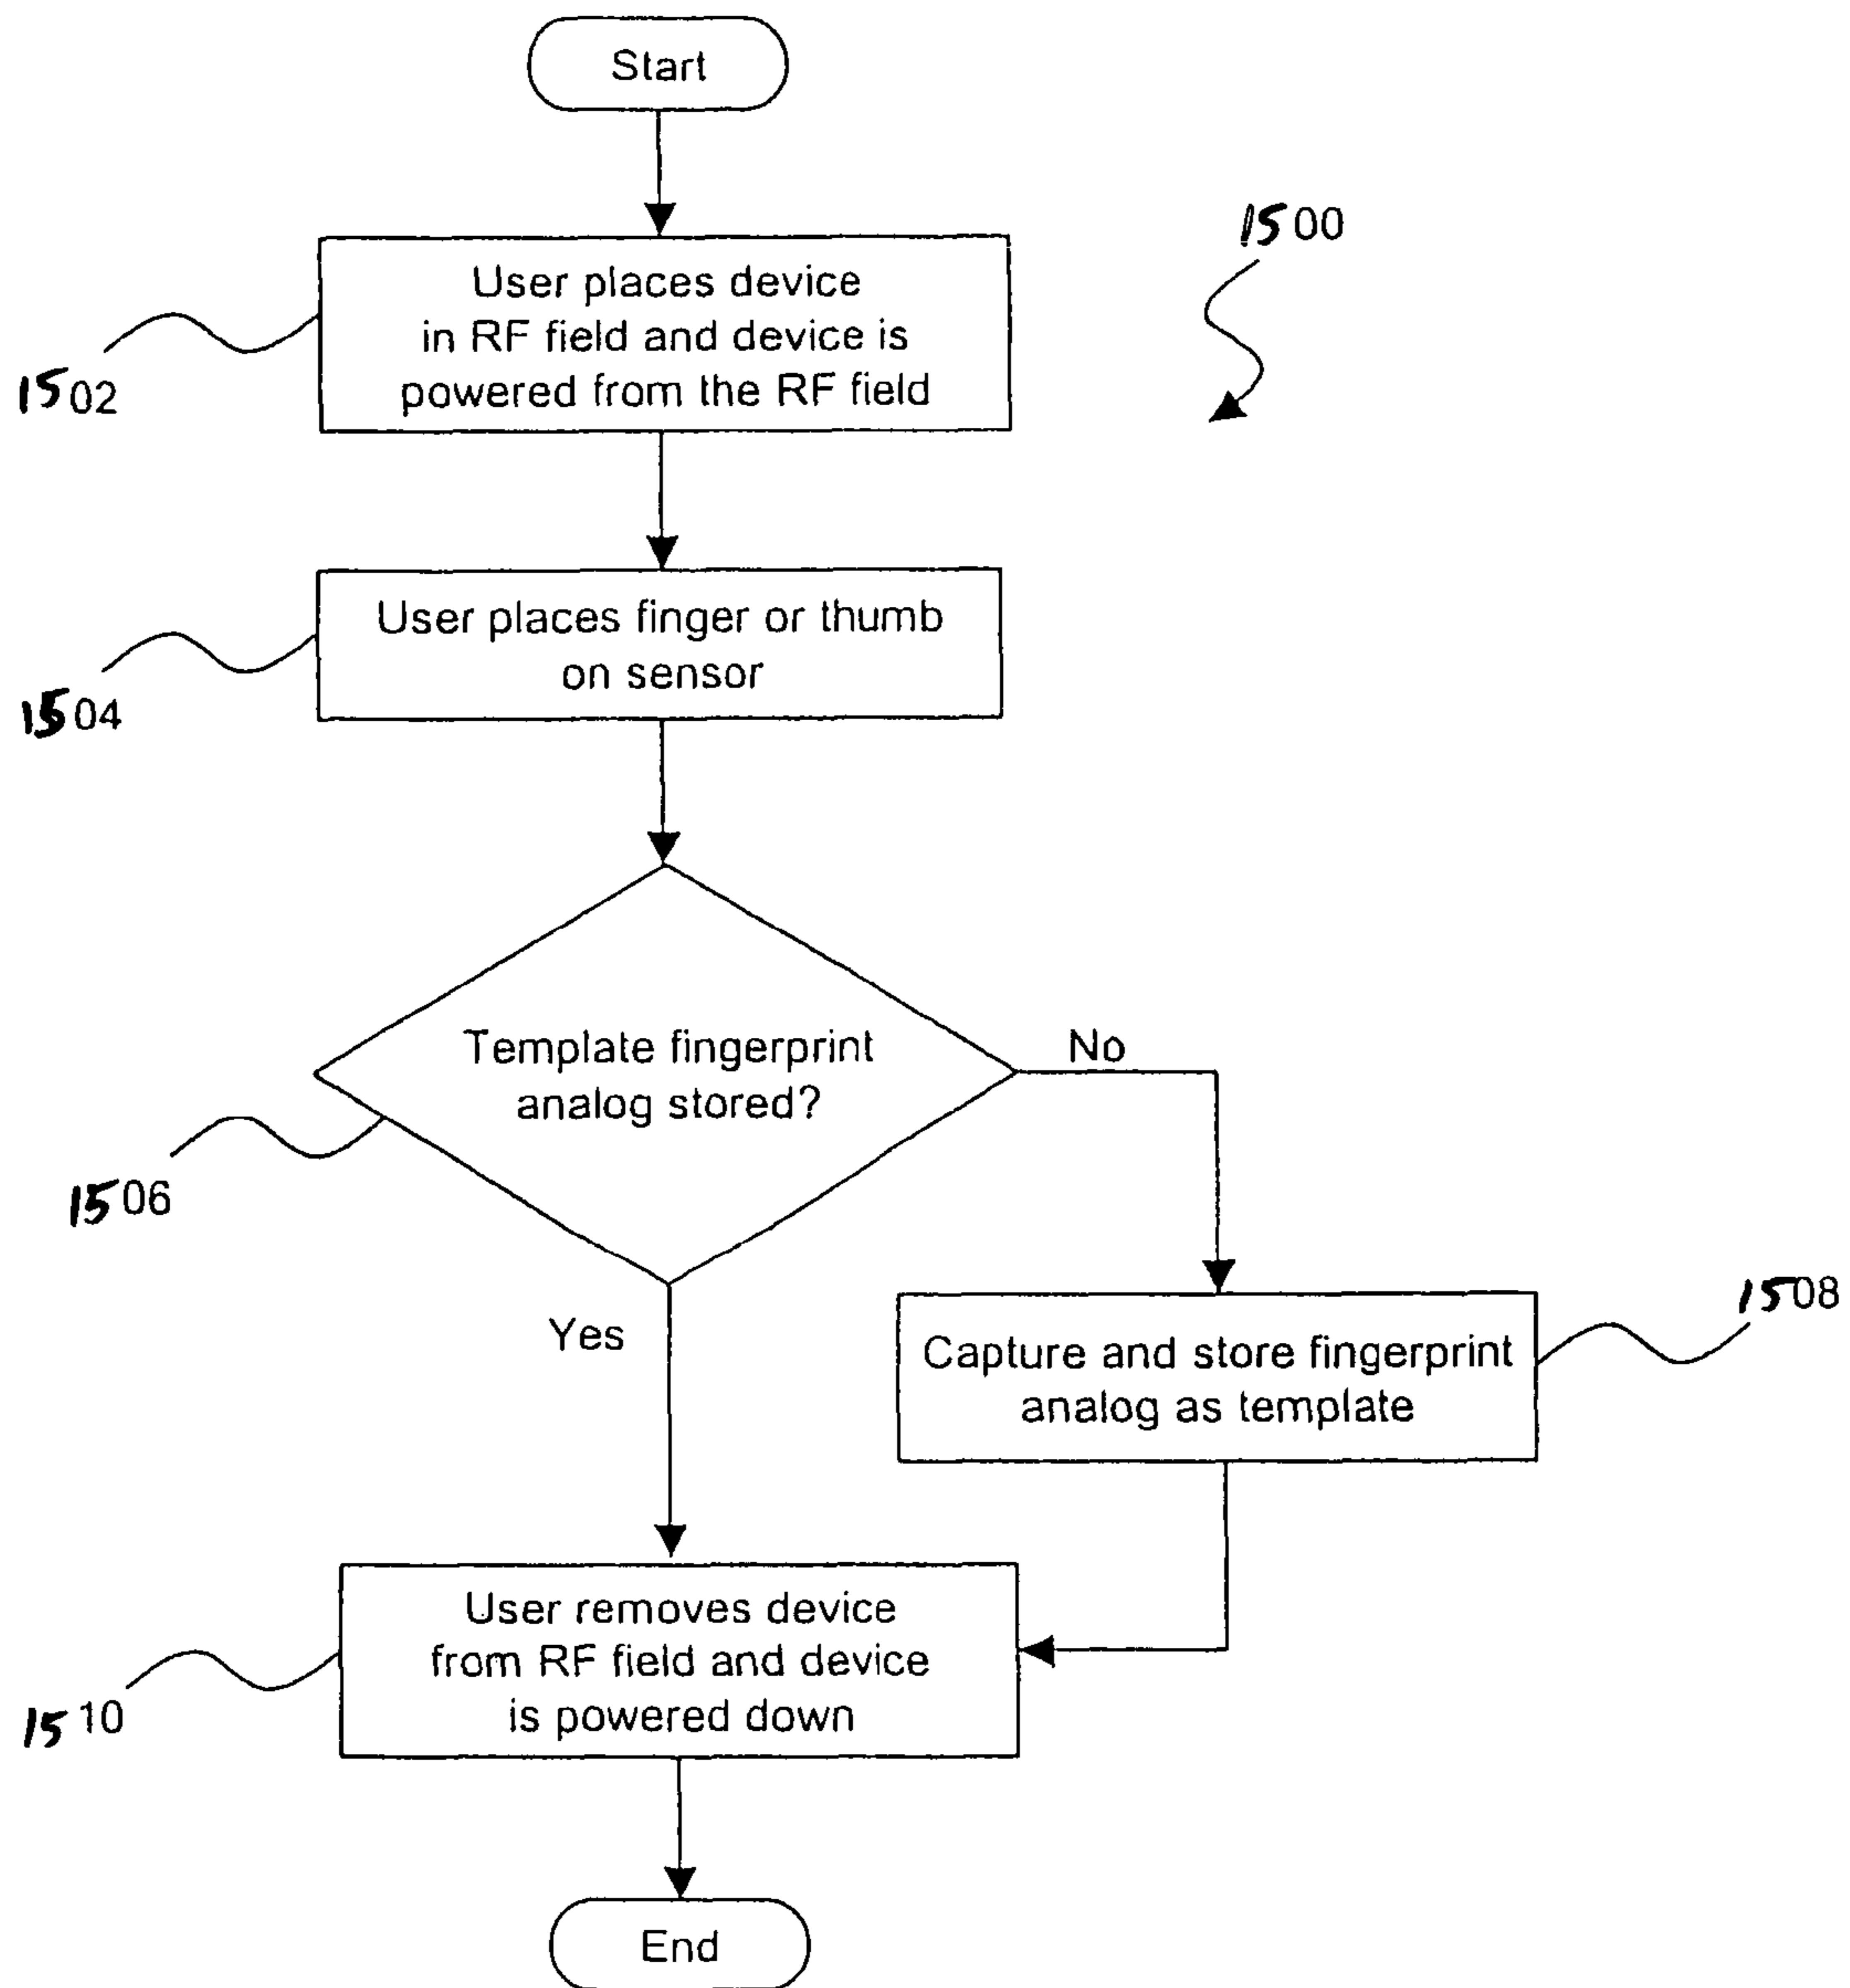 Start
1500
User places device
in RF field and device is
powered from the RF field
1502
User places finger or thumb
on sensor
1504
Template fingerprint
analog stored?
No
1506
Yes
1508
Capture and store fingerprint
analog as template
User removes device
from RF field and device
is powered down
1510
End